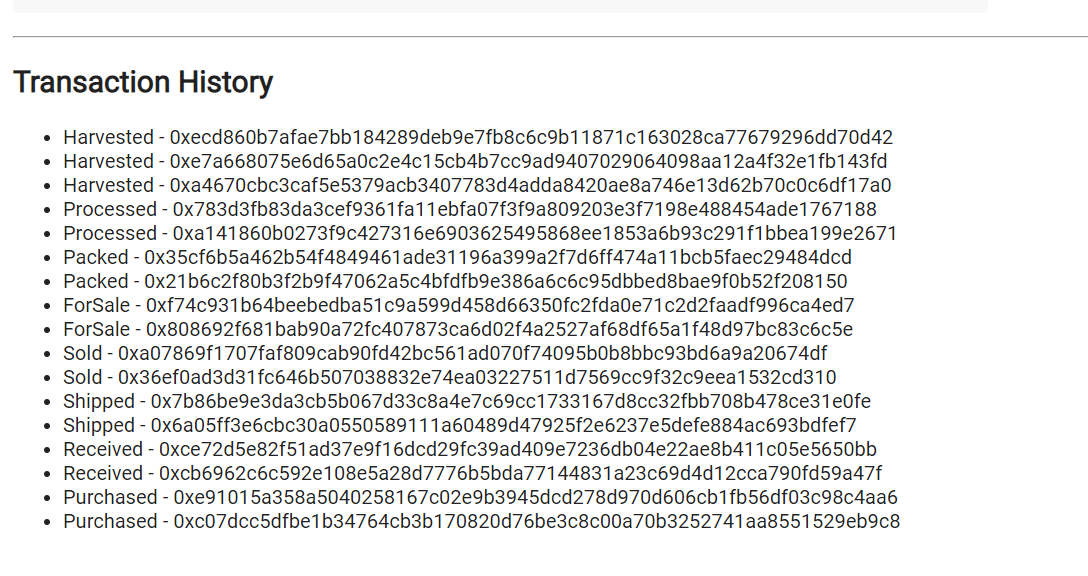 Transaction History
Harvested - 0xecd860b7afae7bb184289deb9e7fb8c6c9b11871c163028ca77679296dd70d42
Harvested - 0xe7a668075e6d65a0c2e4c15cb4b7cc9ad9407029064098aa12a4f32e1fb143fd
Harvested - 0xa4670cbc3caf5e5379acb3407783d4adda8420ae8a746e13d62b70c0c6df17a0
Processed - 0x783d3fb83da3cef9361fa11ebfa07f3f9a809203e3f7198e488454ade1767188
Processed - 0xa141860b0273f9c427316e6903625495868ee1853a6b93c291f1bbea199e2671
Packed - 0x35cf6b5a462b54f4849461ade31196a399a2f7d6ff474a11bcb5faec29484dcd
Packed - 0x21b6c2f80b3f2b9f47062a5c4bfdfb9e386a6c6c95dbbed8bae9f0b52f208150
ForSale - 0xf74c931b64beebedba51c9a599d458d66350fc2fda0e71c2d2faadf996ca4ed7
ForSale - 0x808692f681bab90a72fc407873ca6d02f4a2527af68df65a1f48d97bc83c6c5e
Sold - 0xa07869f1707faf809cab90fd42bc561ad070f74095b0b8bbc93bd6a9a20674df
Sold - 0x36ef0ad3d31fc646b507038832e74ea03227511d7569cc9f32c9eea1532cd310
Shipped - 0x7b86be9e3da3cb5b067d33c8a4e7c69cc1733167d8cc32fbb708b478ce31e0fe
Shipped - 0x6a05ff3e6cbc30a0550589111a60489d47925f2e6237e5defe884ac693bdfef7
Received - 0xce72d5e82f51ad37e9f16dcd29fc39ad409e7236db04e22ae8b411c05e5650bb
Received - 0xcb6962c6c592e108e5a28d7776b5bda77144831a23c69d4d12cca790fd59a47f
Purchased - 0xe91015a358a5040258167c02e9b3945dcd278d970d606cb1fb56df03c98c4aa6
Purchased - 0xc07dcc5dfbe1b34764cb3b170820d76be3c8c00a70b3252741aa8551529eb9c8